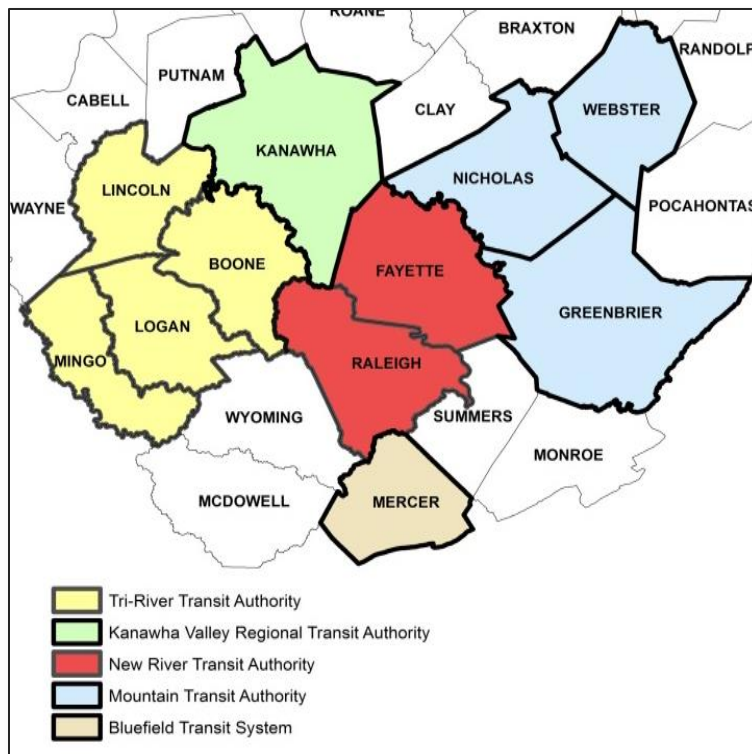 ROANE
BRAXTON
RANDOLF
PUTNAM
CABELL
CLAY
WEBSTER
KANAWHA
NICHOLAS
LINCOLN
WAYNE
POCAHONTAS
BOONE
FAYETTE
GREENBRIER
LOGAN
MINGO
RALEIGH
WYOMING
SUMMERS
MONROE
MCDOWELL
MERCER
Tri-River Transit Authority
Kanawha Valley Regional Transit Authority
New River Transit Authority
Mountain Transit Authority
Bluefield Transit System